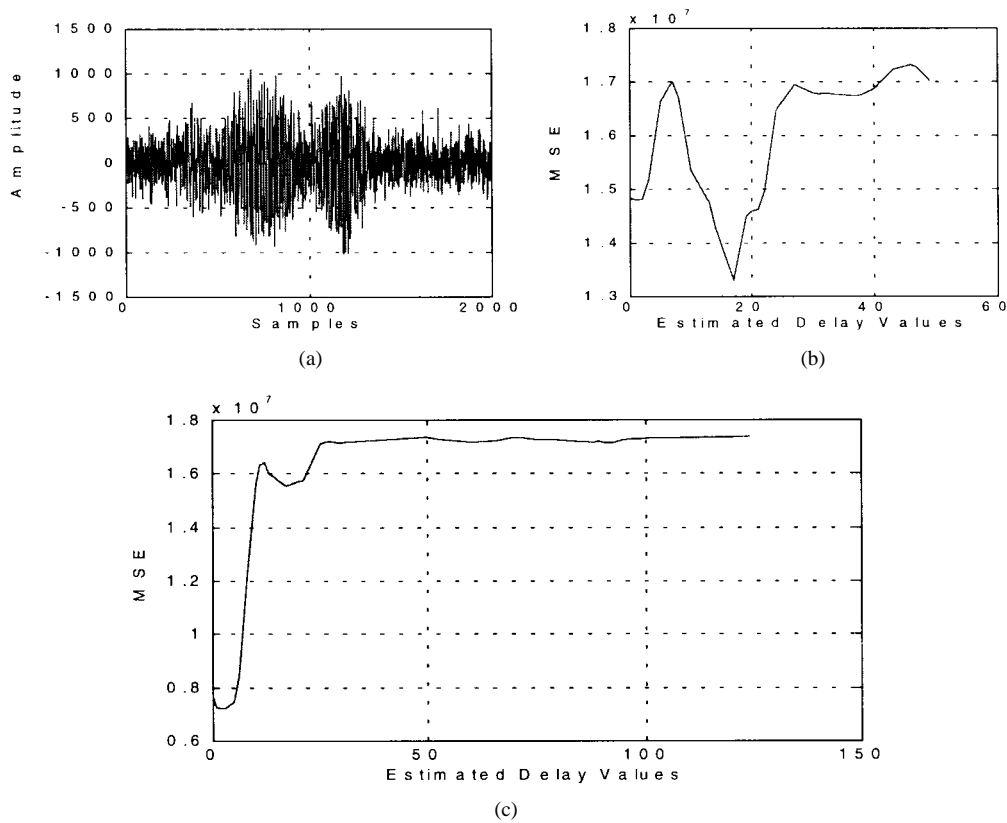 1500
1000
500
0
-500
-1000
-1500
Amplitude
0
1000
2000
Samples
(a)
x 10^7
1.8
1.7
1.6
1.5
1.4
1.3
MSE
0
20
40
60
Estimated Delay Values
(b)
x 10^7
1.8
1.6
1.4
1.2
1
0.8
0.6
MSE
0
50
100
150
Estimated Delay Values
(c)